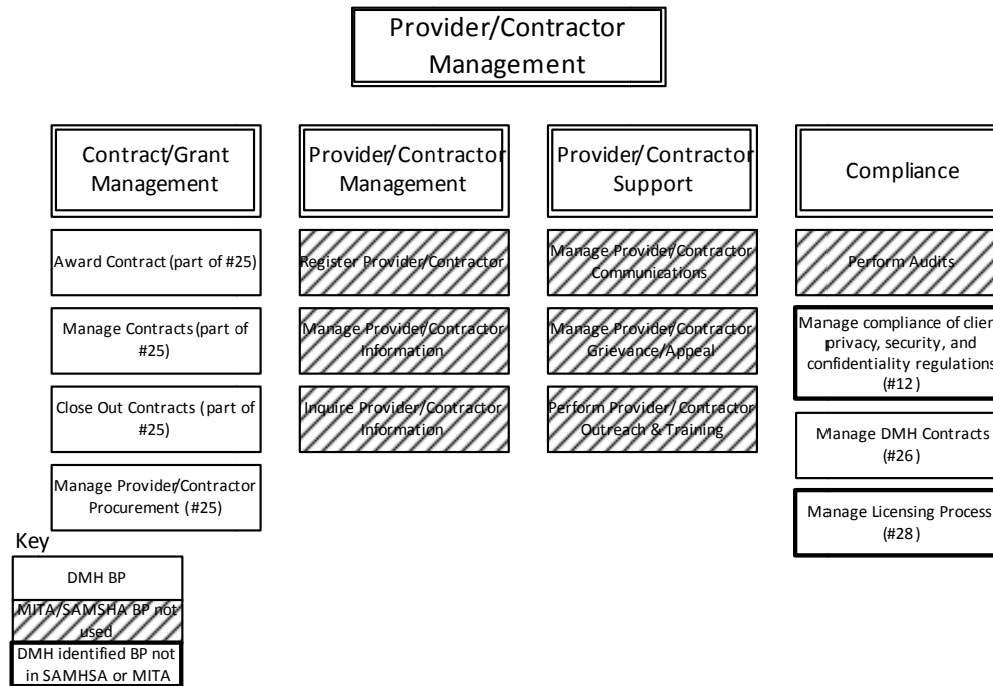 Provider/Contractor
Management
Contract/Grant
Management
Award Contract (part of #25)
Manage Contracts (part of
#25)
Close Out Contracts (part of
#25)
Manage Provider/Contractor
Procurement (#25)
Provider/Contractor
Management
Register Provider/Contractor
Manage Provider/Contractor
Information
Inquire Provider/Contractor
Information
Provider/Contractor
Support
Manage Provider/Contractor
Communications
Manage Provider/Contractor
Grievance/Appeal
Perform Provider/Contractor
Outreach & Training
Compliance
Perform Audits
Manage compliance of client
privacy, security, and
confidentiality regulations
(#12)
Manage DMH Contracts
(#26)
Manage Licensing Process
(#28)
Key
DMH BP
MITA/SAMSHA BP not
used
DMH identified BP not
in SAMHSA or MITA